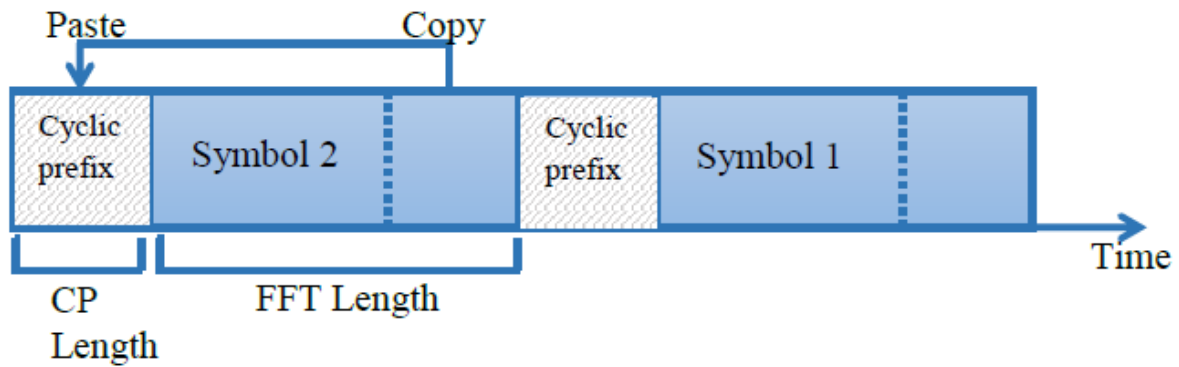 Paste
Copy
Cyclic
prefix
Symbol 2
Cyclic
prefix
Symbol 1
Time
CP
Length
FFT Length